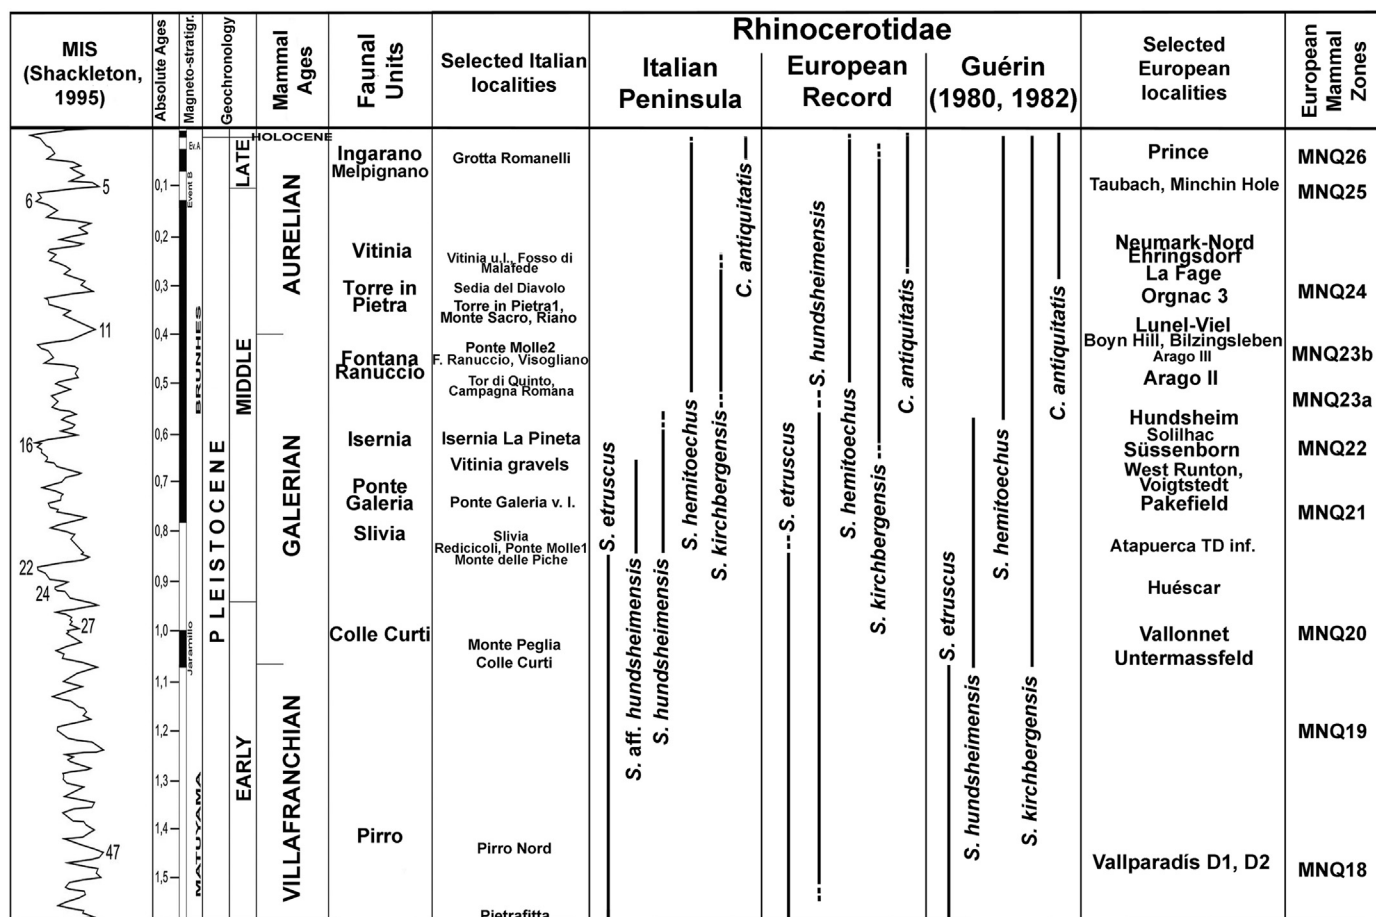 MIS
(Shackleton,
1995)
Absolute Ages
Magneto-stratigr.
Geochronology
Mammal
Ages
Faunal
Units
Selected Italian
localities
Rhinocerotidae
Italian
Peninsula
European
Record
Guérin
(1980, 1982)
Selected
European
localities
European
Mammal
Zones
5
6
11
16
22
24
27
47
0,1
0,2
0,3
0,4
0,5
0,6
0,7
0,8
0,9
1,0
1,1
1,2
1,3
1,4
1,5
Ev.A
Event B
BRUNHES
Jaramillo
MATUYAMA
PLEISTOCENE
HOLOCENE
LATE
MIDDLE
EARLY
AURELIAN
GALERIAN
VILLAFRANCHIAN
Ingarano
Melpignano
Vitinia
Torre in
Pietra
Fontana
Ranuccio
Isernia
Ponte
Galeria
Slivia
Colle Curti
Pirro
Grotta Romanelli
Vitinia u.l., Fosso di
Malafede
Sedia del Diavolo
Torre in Pietra1,
Monte Sacro, Riano
Ponte Molle2
F. Ranuccio, Visogliano
Tor di Quinto,
Campagna Romana
Isernia La Pineta
Vitinia gravels
Ponte Galeria v. l.
Slivia
Redicicoli, Ponte Molle1
Monte delle Piche
Monte Peglia
Colle Curti
Pirro Nord
Pietrafitta
S. etruscus
S. aff. hundsheimensis
S. hundsheimensis
S. hemitoechus
S. kirchbergensis
C. antiquitatis
S. etruscus
S. hundsheimensis
S. hemitoechus
S. kirchbergensis
C. antiquitatis
S. etruscus
S. hundsheimensis
S. hemitoechus
S. kirchbergensis
C. antiquitatis
Prince
Taubach, Minchin Hole
Neumark-Nord
Ehringsdorf
La Fage
Orgnac 3
Lunel-Viel
Boyn Hill, Bilzingsleben
Arago III
Arago II
Hundsheim
Solilhac
Süssenborn
West Runton,
Voigtstedt
Pakefield
Atapuerca TD inf.
Huéscar
Vallonnet
Untermassfeld
Vallparadís D1, D2
MNQ26
MNQ25
MNQ24
MNQ23b
MNQ23a
MNQ22
MNQ21
MNQ20
MNQ19
MNQ18